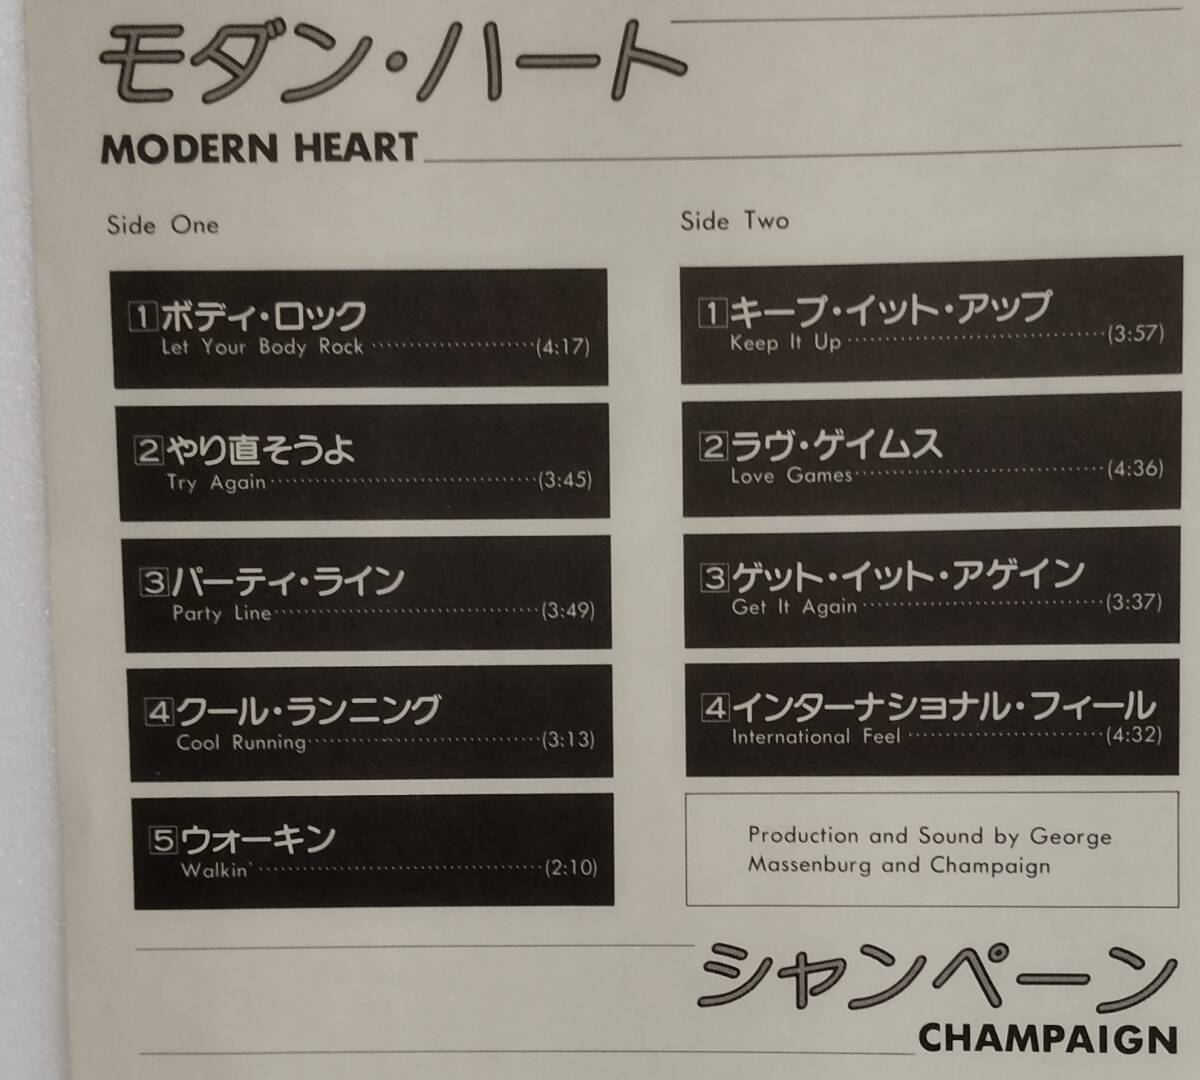 モダン・ハート
MODERN HEART
Side One
1 ボディ・ロック
Let Your Body Rock (4:17)
2 やり直そうよ
Try Again (3:45)
3 パーティ・ライン
Party Line (3:49)
4 クール・ランニング
Cool Running (3:13)
5 ウォーキン
Walkin' (2:10)
Side Two
1 キープ・イット・アップ
Keep It Up (3:57)
2 ラヴ・ゲイムス
Love Games (4:36)
3 ゲット・イット・アゲイン
Get It Again (3:37)
4 インターナショナル・フィール
International Feel (4:32)
Production and Sound by George
Massenburg and Champaign
シャンペーン
CHAMPAIGN